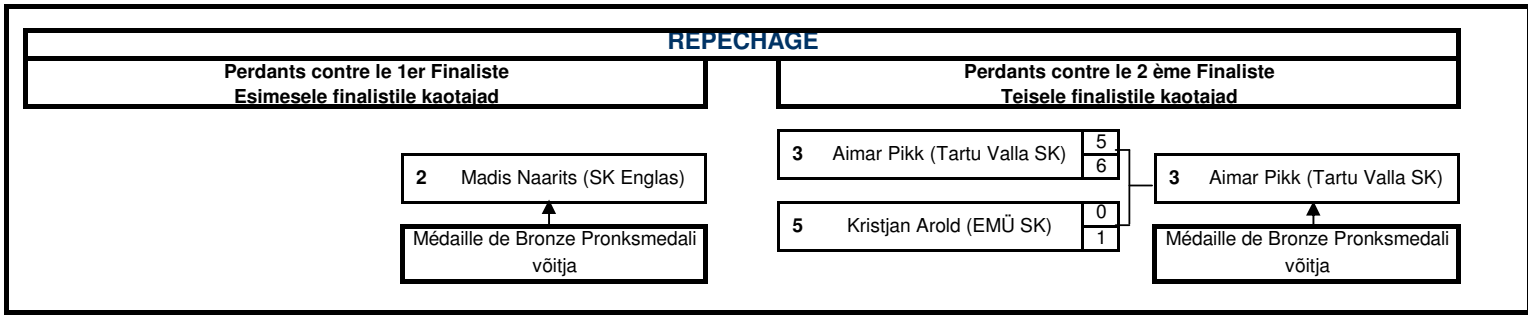 REPECHAGE
Perdants contre le 1er Finaliste
Esimesele finalistile kaotajad
Perdants contre le 2 ème Finaliste
Teisele finalistile kaotajad
2 Madis Naarits (SK Englas)
Médaille de Bronze Pronksmedali
võitja
3 Aimar Pikk (Tartu Valla SK) 5
6
5 Kristjan Arold (EMÜ SK) 0
1
3 Aimar Pikk (Tartu Valla SK)
Médaille de Bronze Pronksmedali
võitja